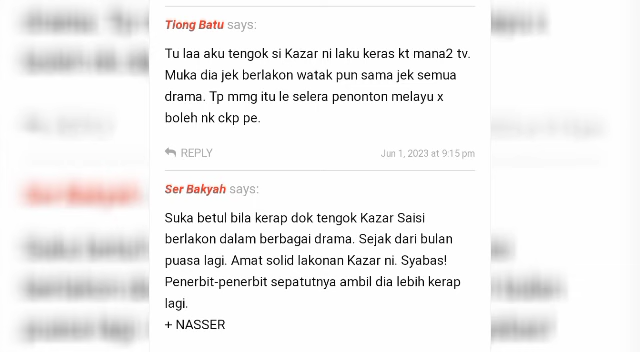 Tiong Batu says:
Tu laa aku tengok si Kazar ni laku keras kt mana2 tv.
Muka dia jek berlakon watak pun sama jek semua
drama. Tp mmg itu le selera penonton melayu x
boleh nk ckp pe.
REPLY Jun 1, 2023 at 9:15 pm
Ser Bakyah says:
Suka betul bila kerap dok tengok Kazar Saisi
berlakon dalam berbagai drama. Sejak dari bulan
puasa lagi. Amat solid lakonan Kazar ni. Syabas!
Penerbit-penerbit sepatutnya ambil dia lebih kerap
lagi.
+ NASSER